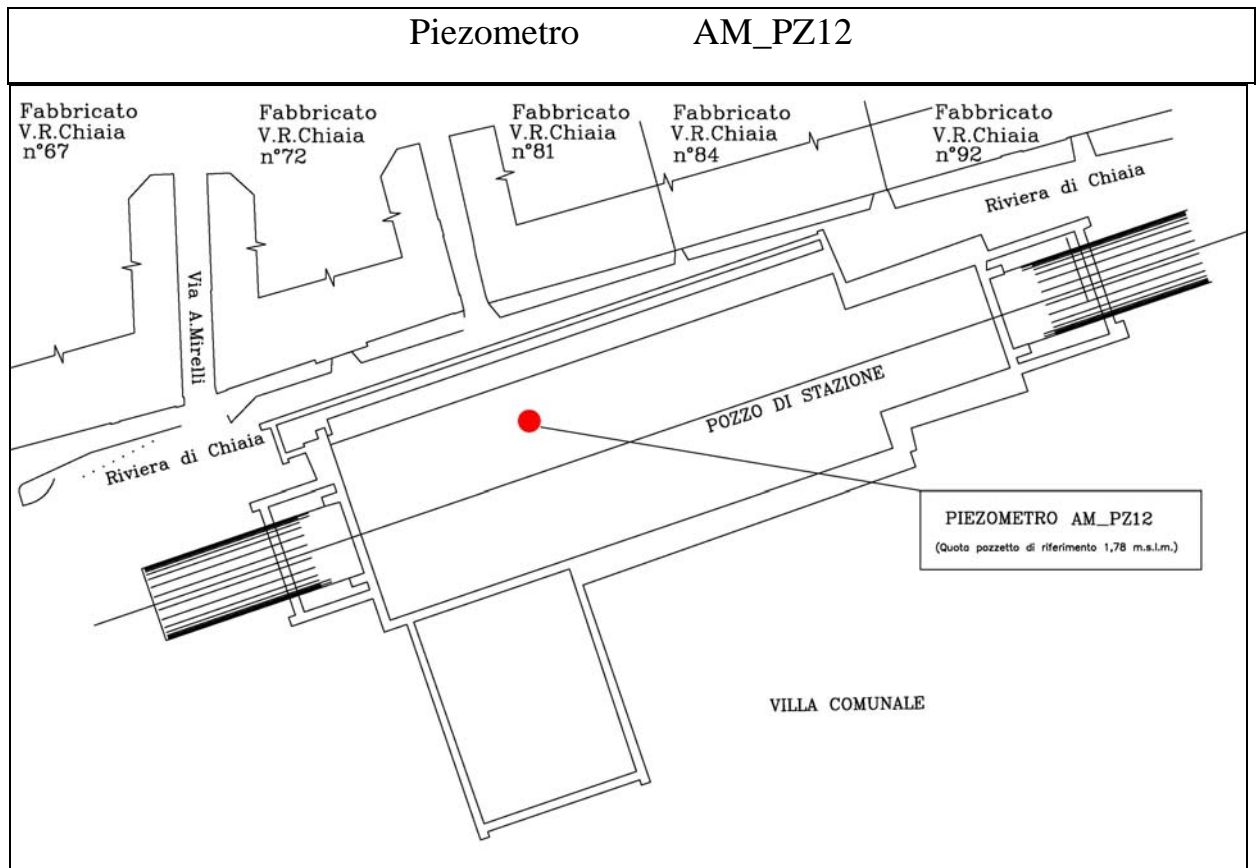 Piezometro AM_PZ12
Fabbricato
V.R.Chiaia
n°67
Fabbricato
V.R.Chiaia
n°72
Fabbricato
V.R.Chiaia
n°81
Fabbricato
V.R.Chiaia
n°84
Fabbricato
V.R.Chiaia
n°92
Riviera di Chiaia
Via A.Mirelli
POZZO DI STAZIONE
Riviera di Chiaia
PIEZOMETRO AM_PZ12
(Quota pozzetto di riferimento 1,78 m.s.l.m.)
VILLA COMUNALE